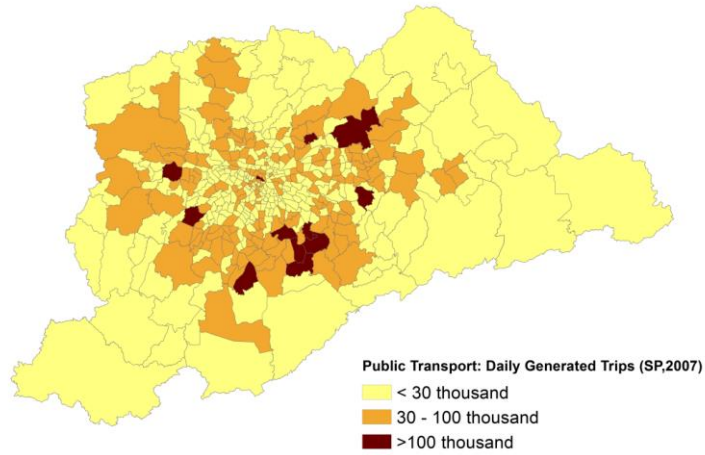 Public Transport: Daily Generated Trips (SP,2007)
< 30 thousand
30 - 100 thousand
>100 thousand